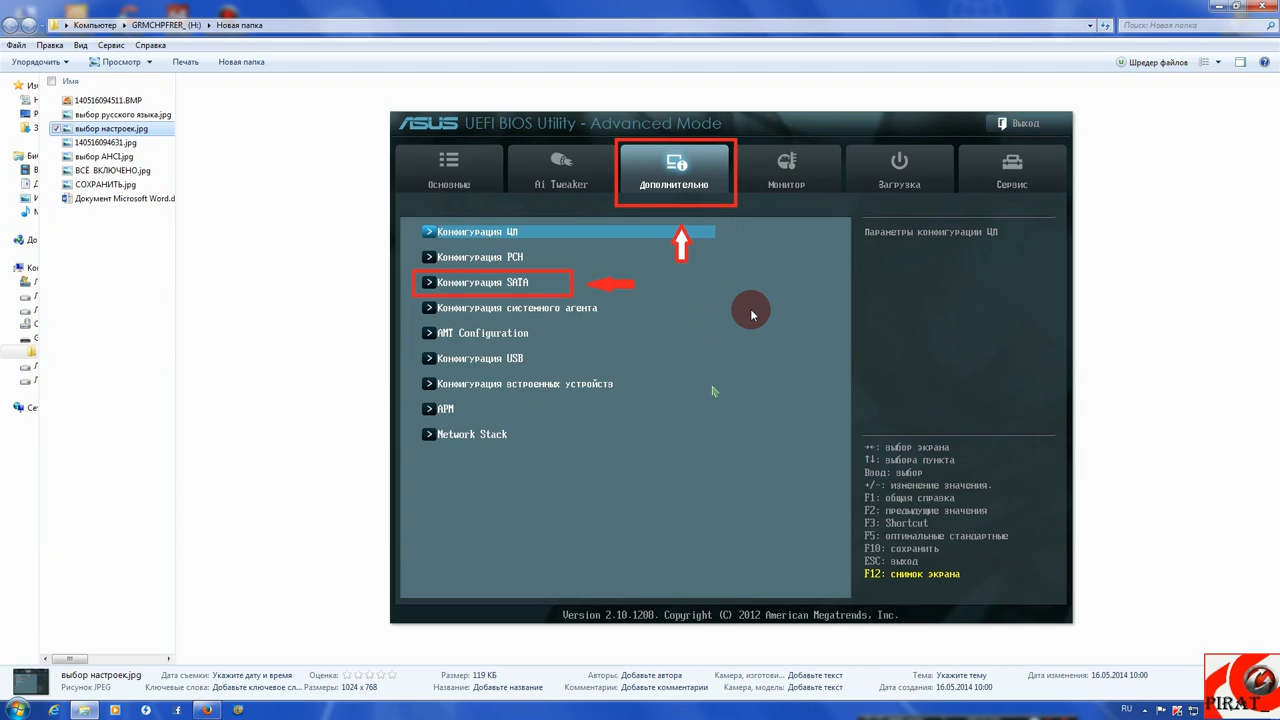 Компьютер ▸ GRMCHPFRER_ (H:) ▸ Новая папка
Поиск: Новая папка
Файл Правка Вид Сервис Справка
Упорядочить Просмотр Печать Новая папка
Шредер файлов
Имя
140516094511.BMP
выбор русского языка.jpg
выбор настроек.jpg
140516094631.jpg
выбор AHCI.jpg
ВСЁ ВКЛЮЧЕНО.jpg
СОХРАНИТЬ.jpg
Документ Microsoft Word.d
ASUS UEFI BIOS Utility - Advanced Mode
Выход
Основные
Ai Tweaker
Дополнительно
Монитор
Загрузка
Сервис
> Конфигурация ЦП
> Конфигурация PCH
> Конфигурация SATA
> Конфигурация системного агента
> AMT Configuration
> Конфигурация USB
> Конфигурация встроенных устройств
> APM
> Network Stack
Параметры конфигурации ЦП
→←: выбор экрана
↑↓: выбора пункта
Ввод: выбор
+/-: изменение значения.
F1: общая справка
F2: предыдущие значения
F3: Shortcut
F5: оптимальные стандартные
F10: сохранить
ESC: выход
F12: снимок экрана
Version 2.10.1208. Copyright (C) 2012 American Megatrends, Inc.
выбор настроек.jpg
Рисунок JPEG
Дата съемки: Укажите дату и время
Ключевые слова: Добавьте ключевое сл...
Оценка:
Размеры: 1024 x 768
Размер: 119 КБ
Название: Добавьте название
Авторы: Добавьте автора
Комментарии: Добавьте комментарии
Камера, изготови... Добавьте текст
Камера, модель: Добавьте текст
Тема: Укажите тему
Дата создания: 16.05.2014 10:00
Дата изменения: 16.05.2014 10:00
RU
PIRAT_